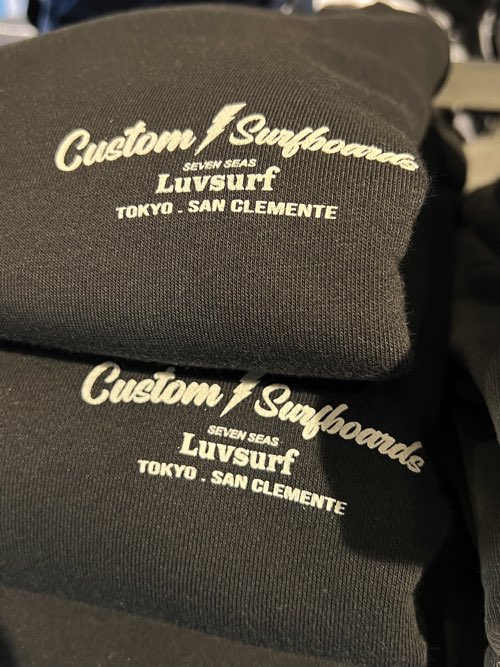 Custom Surfboards
SEVEN SEAS
Luvsurf
TOKYO . SAN CLEMENTE
Custom Surfboards
SEVEN SEAS
Luvsurf
TOKYO . SAN CLEMENTE